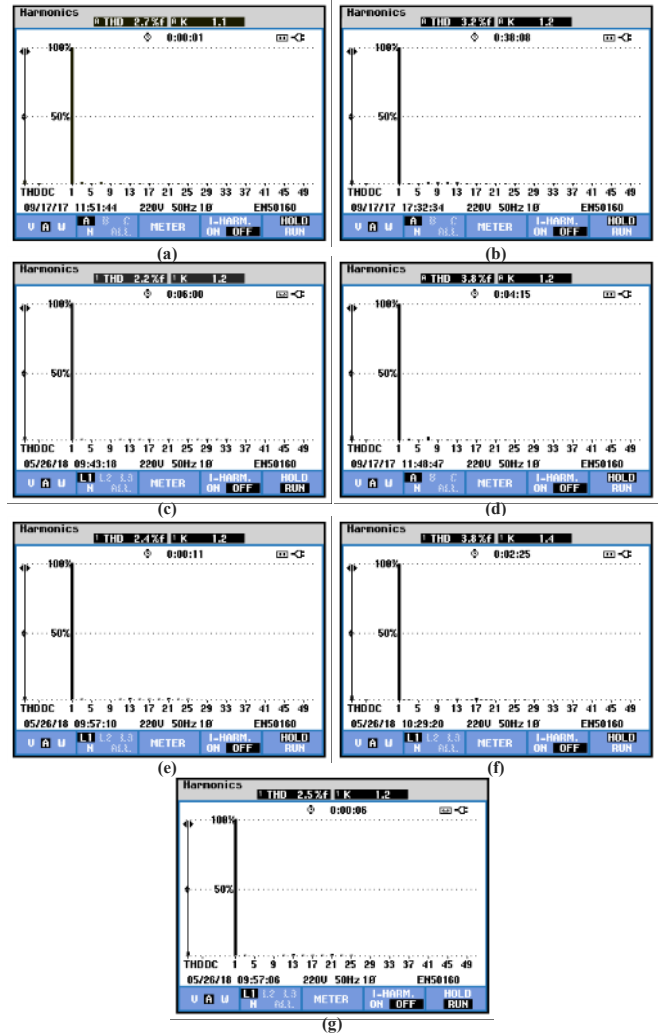 Harmonics
A THD 2.7%f A K 1.1
0:00:01
100%
50%
THDDC 1 5 9 13 17 21 25 29 33 37 41 45 49
09/17/17 11:51:44 220V 50Hz 1Ø EN50160
V A W A B C N ALL METER I-HARM. ON OFF HOLD RUN
(a)
Harmonics
A THD 3.2%f A K 1.2
0:38:08
100%
50%
THDDC 1 5 9 13 17 21 25 29 33 37 41 45 49
09/17/17 17:32:34 220V 50Hz 1Ø EN50160
V A W A B C N ALL METER I-HARM. ON OFF HOLD RUN
(b)
Harmonics
1 THD 2.2%f 1 K 1.2
0:06:00
100%
50%
THDDC 1 5 9 13 17 21 25 29 33 37 41 45 49
05/26/18 09:43:18 220V 50Hz 1Ø EN50160
V A W L1 L2 L3 N ALL METER I-HARM. ON OFF HOLD RUN
(c)
Harmonics
A THD 3.8%f A K 1.2
0:04:15
100%
50%
THDDC 1 5 9 13 17 21 25 29 33 37 41 45 49
09/17/17 11:48:47 220V 50Hz 1Ø EN50160
V A W A B C N ALL METER I-HARM. ON OFF HOLD RUN
(d)
Harmonics
1 THD 2.4%f 1 K 1.2
0:00:11
100%
50%
THDDC 1 5 9 13 17 21 25 29 33 37 41 45 49
05/26/18 09:57:10 220V 50Hz 1Ø EN50160
V A W L1 L2 L3 N ALL METER I-HARM. ON OFF HOLD RUN
(e)
Harmonics
1 THD 3.8%f 1 K 1.4
0:02:25
100%
50%
THDDC 1 5 9 13 17 21 25 29 33 37 41 45 49
05/26/18 10:29:20 220V 50Hz 1Ø EN50160
V A W L1 L2 L3 N ALL METER I-HARM. ON OFF HOLD RUN
(f)
Harmonics
1 THD 2.5%f 1 K 1.2
0:00:06
100%
50%
THDDC 1 5 9 13 17 21 25 29 33 37 41 45 49
05/26/18 09:57:06 220V 50Hz 1Ø EN50160
V A W L1 L2 L3 N ALL METER I-HARM. ON OFF HOLD RUN
(g)